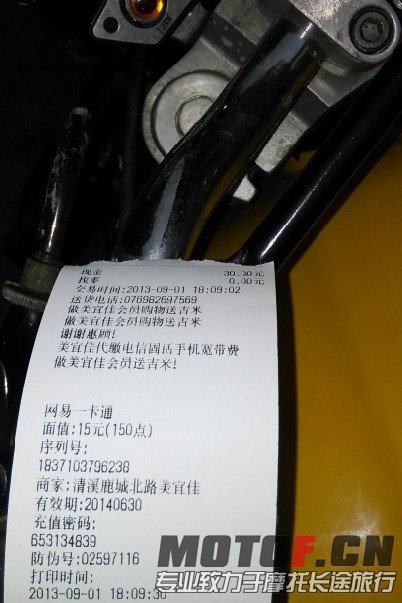 现金 30.00元
找零 0.00元
交易时间:2013-09-01 18:09:02
送货电话:076982697569
做美宜佳会员购物送吉米
做美宜佳会员购物送吉米
谢谢惠顾!
美宜佳代缴电信固话手机宽带费
做美宜佳会员送吉米!
网易一卡通
面值:15元(150点)
序列号:
1837103796238
商家:清溪鹿城北路美宜佳
有效期:20140630
充值密码:
653134839
防伪号:02597116
打印时间:
2013-09-01 18:09:30
MOTOF.CN
专业致力于摩托长途旅行